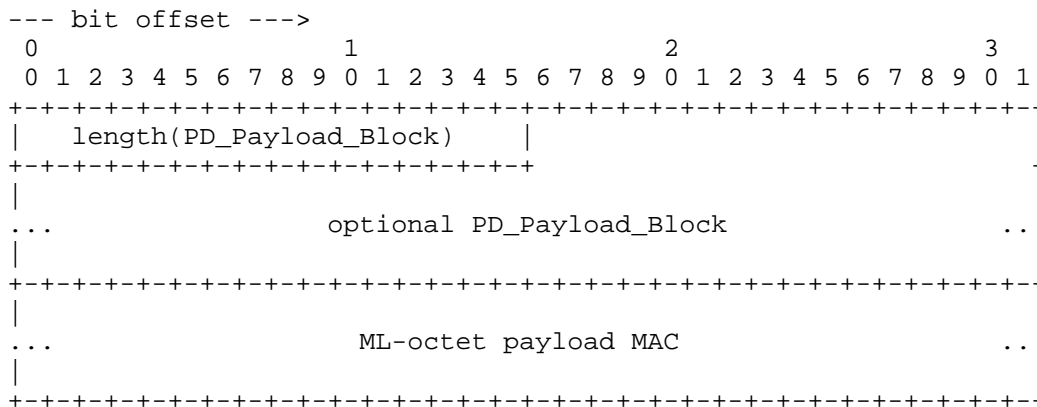 --- bit offset --->
0                   1                   2                   3
0 1 2 3 4 5 6 7 8 9 0 1 2 3 4 5 6 7 8 9 0 1 2 3 4 5 6 7 8 9 0 1
+-+-+-+-+-+-+-+-+-+-+-+-+-+-+-+-+-+-+-+-+-+-+-+-+-+-+-+-+-+-+-+--
|   length(PD_Payload_Block)    |
+-+-+-+-+-+-+-+-+-+-+-+-+-+-+-+-+                               -
|
...                 optional PD_Payload_Block                 ..
|
+-+-+-+-+-+-+-+-+-+-+-+-+-+-+-+-+-+-+-+-+-+-+-+-+-+-+-+-+-+-+-+--
|
...                   ML-octet payload MAC                    ..
|
+-+-+-+-+-+-+-+-+-+-+-+-+-+-+-+-+-+-+-+-+-+-+-+-+-+-+-+-+-+-+-+--